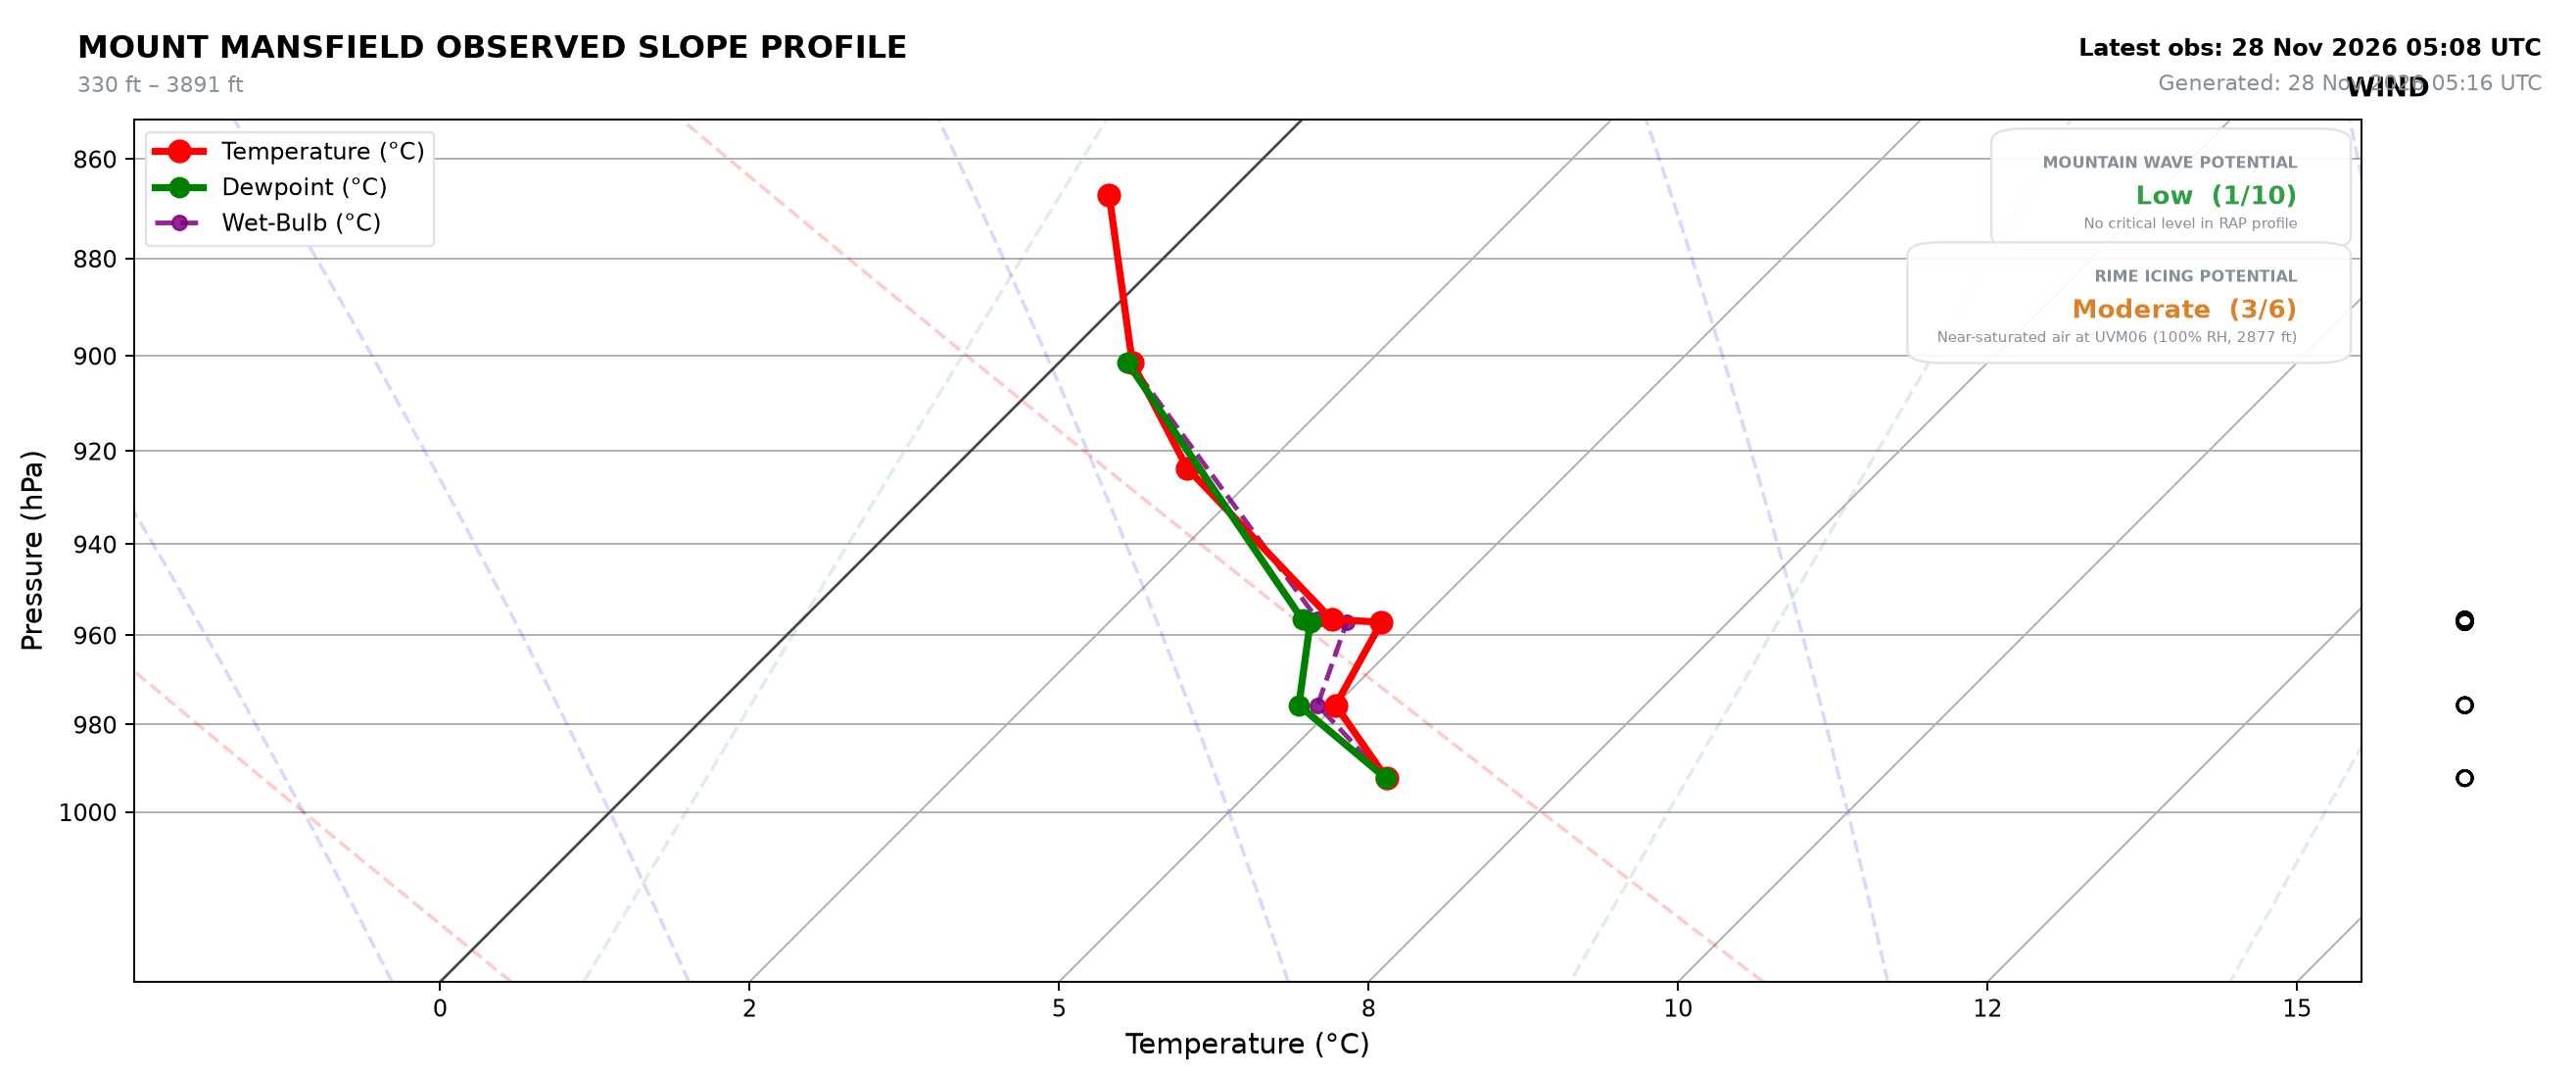 MOUNT MANSFIELD OBSERVED SLOPE PROFILE
330 ft – 3891 ft
Latest obs: 28 Nov 2026 05:08 UTC
Generated: 28 Nov 2026 05:16 UTC
WIND
Temperature (°C)
Dewpoint (°C)
Wet-Bulb (°C)
MOUNTAIN WAVE POTENTIAL
Low (1/10)
No critical level in RAP profile
RIME ICING POTENTIAL
Moderate (3/6)
Near-saturated air at UVM06 (100% RH, 2877 ft)
Pressure (hPa)
860
880
900
920
940
960
980
1000
0 2 5 8 10 12 15
Temperature (°C)